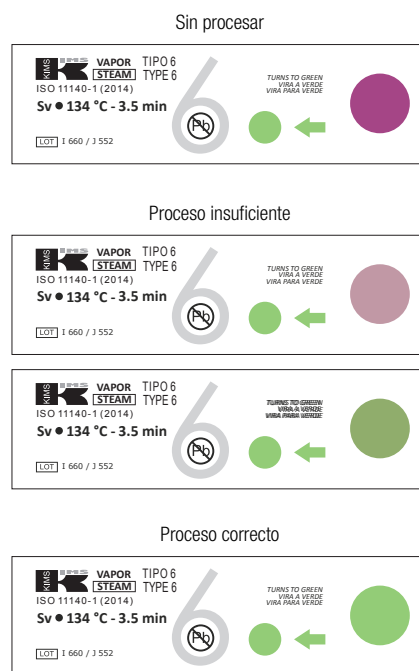 Sin procesar
KIMS K IMS VAPOR TIPO 6
STEAM TYPE 6
ISO 11140-1 (2014)
Sv • 134 °C - 3.5 min
LOT I 660 / J 552
6
Pb
TURNS TO GREEN
VIRA A VERDE
VIRA PARA VERDE
Proceso insuficiente
KIMS K IMS VAPOR TIPO 6
STEAM TYPE 6
ISO 11140-1 (2014)
Sv • 134 °C - 3.5 min
LOT I 660 / J 552
6
Pb
TURNS TO GREEN
VIRA A VERDE
VIRA PARA VERDE
KIMS K IMS VAPOR TIPO 6
STEAM TYPE 6
ISO 11140-1 (2014)
Sv • 134 °C - 3.5 min
LOT I 660 / J 552
6
Pb
TURNS TO GREEN
VIRA A VERDE
VIRA PARA VERDE
Proceso correcto
KIMS K IMS VAPOR TIPO 6
STEAM TYPE 6
ISO 11140-1 (2014)
Sv • 134 °C - 3.5 min
LOT I 660 / J 552
6
Pb
TURNS TO GREEN
VIRA A VERDE
VIRA PARA VERDE